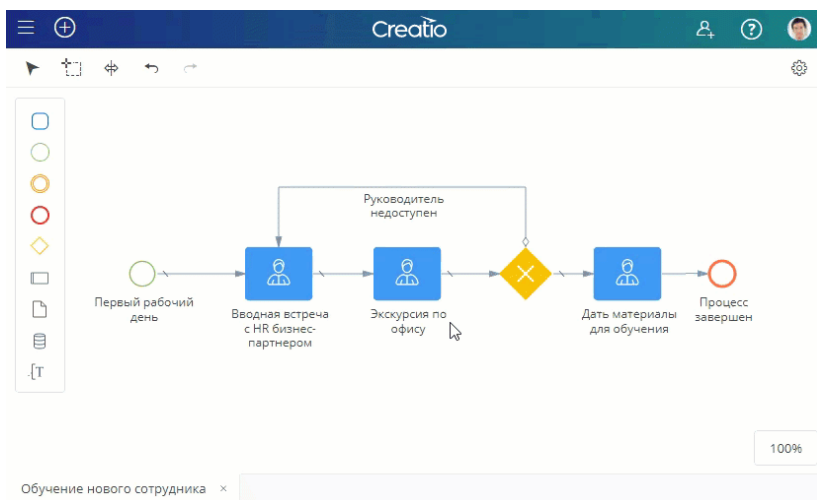 Creatio
Руководитель
недоступен
Первый рабочий
день
Вводная встреча
с HR бизнес-
партнером
Экскурсия по
офису
Дать материалы
для обучения
Процесс
завершен
T
100%
Обучение нового сотрудника ×